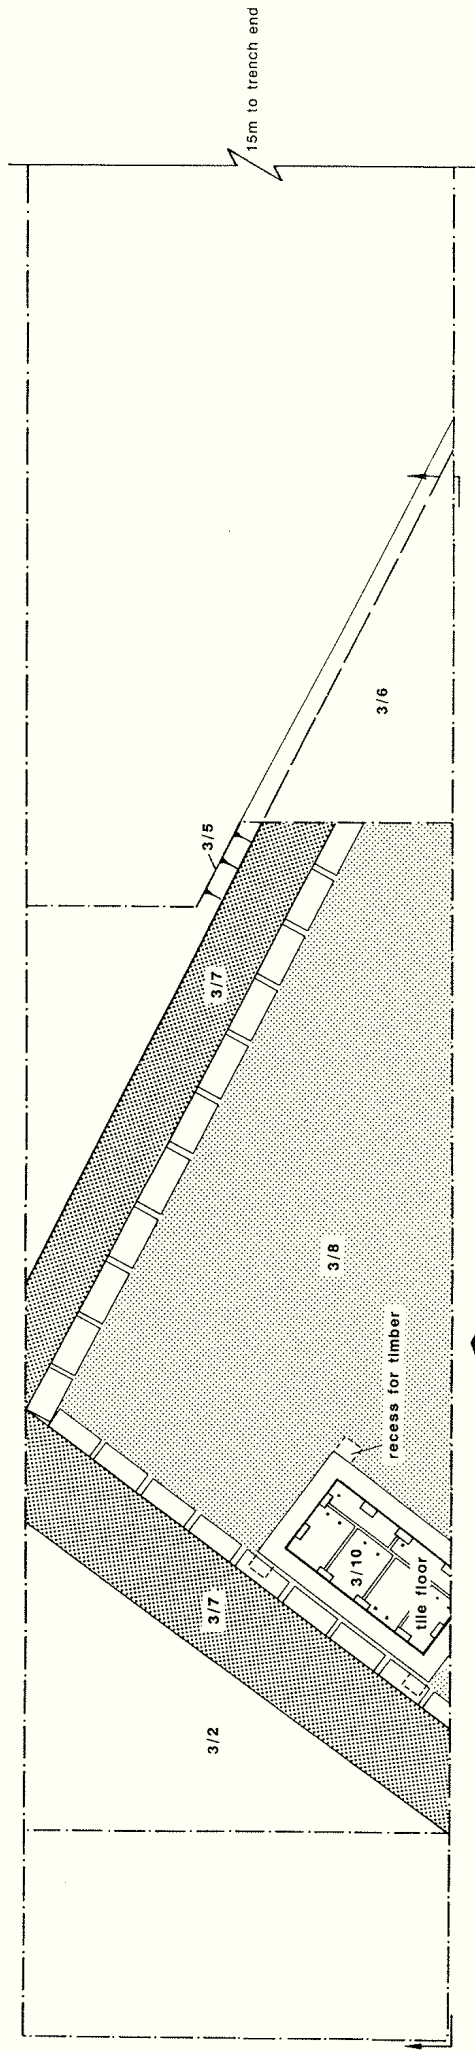 15m to trench end
3/6
3/5
3/7
3/8
recess for timber
3/10
tile floor
3/7
3/2